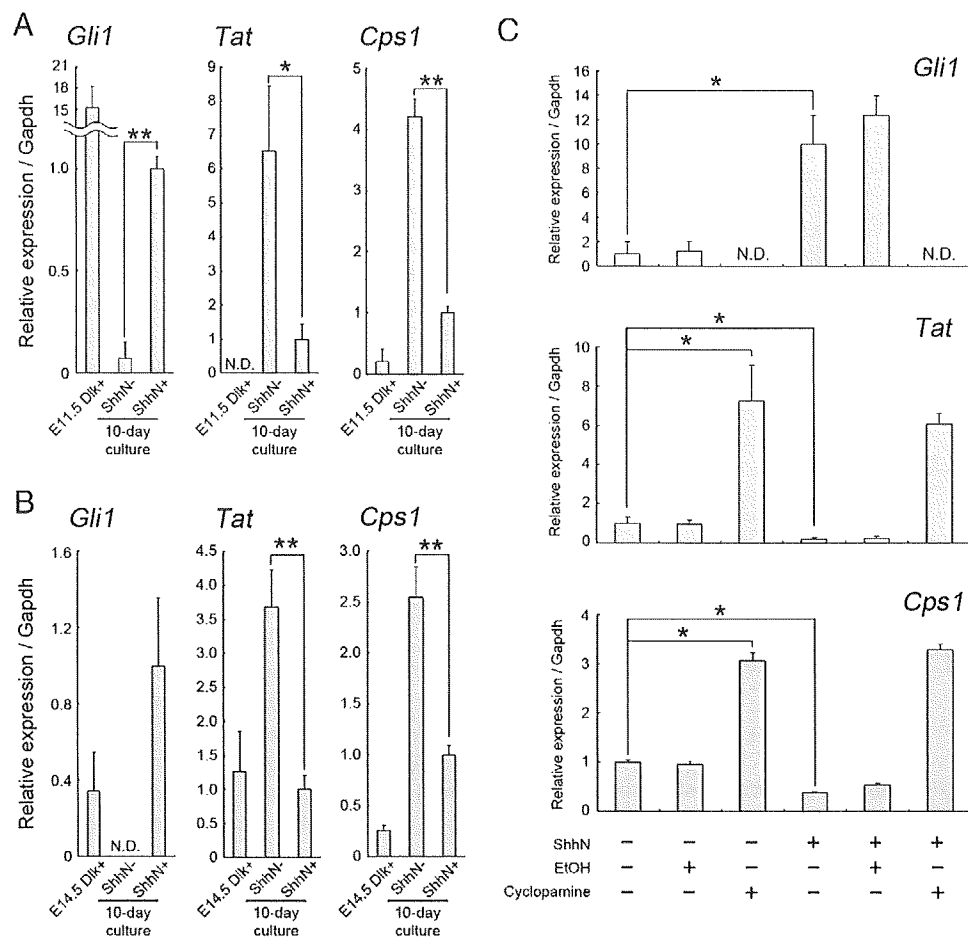 A
Gli1
Tat
Cps1
Relative expression / Gapdh
21
18
15
1.0
0.5
0
**
E11.5 Dlk+
ShhN-
ShhN+
10-day
culture
9
8
7
6
5
4
3
2
1
0
*
N.D.
E11.5 Dlk+
ShhN-
ShhN+
10-day
culture
5
4
3
2
1
0
**
E11.5 Dlk+
ShhN-
ShhN+
10-day
culture
B
Gli1
Tat
Cps1
Relative expression / Gapdh
1.6
1.2
0.8
0.4
0
N.D.
E14.5 Dlk+
ShhN-
ShhN+
10-day
culture
4.5
4.0
3.5
3.0
2.5
2.0
1.5
1.0
0.5
0
**
E14.5 Dlk+
ShhN-
ShhN+
10-day
culture
3.0
2.5
2.0
1.5
1.0
0.5
0
**
E14.5 Dlk+
ShhN-
ShhN+
10-day
culture
C
Gli1
Relative expression / Gapdh
16
14
12
10
8
6
4
2
0
*
N.D.
N.D.
Tat
Relative expression / Gapdh
10
8
6
4
2
0
*
*
Cps1
Relative expression / Gapdh
4
3
2
1
0
*
*
ShhN − − − + + +
EtOH − + − − + −
Cyclopamine − − + − − +